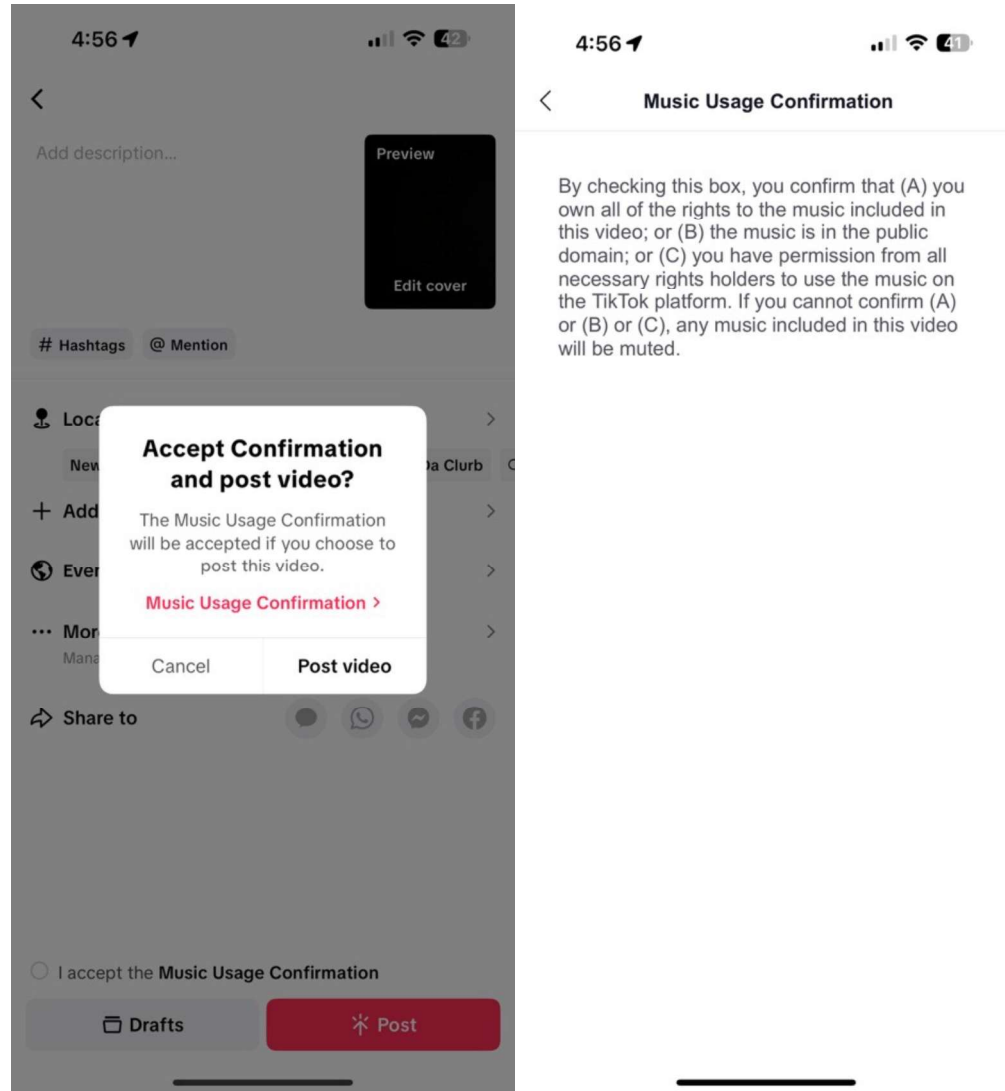 4:56
42
Add description...
Preview
Edit cover
# Hashtags
@ Mention
Loca
New
Da Clurb
Add
Ever
Mor
Mana
Accept Confirmation
and post video?
The Music Usage Confirmation
will be accepted if you choose to
post this video.
Music Usage Confirmation >
Cancel
Post video
Share to
I accept the Music Usage Confirmation
Drafts
Post
4:56
41
Music Usage Confirmation
By checking this box, you confirm that (A) you
own all of the rights to the music included in
this video; or (B) the music is in the public
domain; or (C) you have permission from all
necessary rights holders to use the music on
the TikTok platform. If you cannot confirm (A)
or (B) or (C), any music included in this video
will be muted.